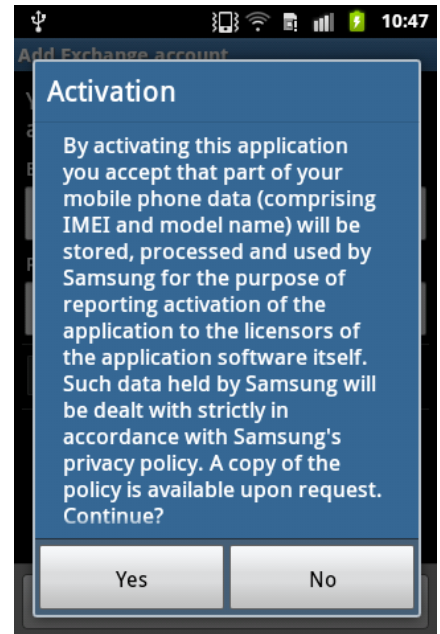 10:47
Add Exchange account
Activation
By activating this application
you accept that part of your
mobile phone data (comprising
IMEI and model name) will be
stored, processed and used by
Samsung for the purpose of
reporting activation of the
application to the licensors of
the application software itself.
Such data held by Samsung will
be dealt with strictly in
accordance with Samsung's
privacy policy. A copy of the
policy is available upon request.
Continue?
Yes
No